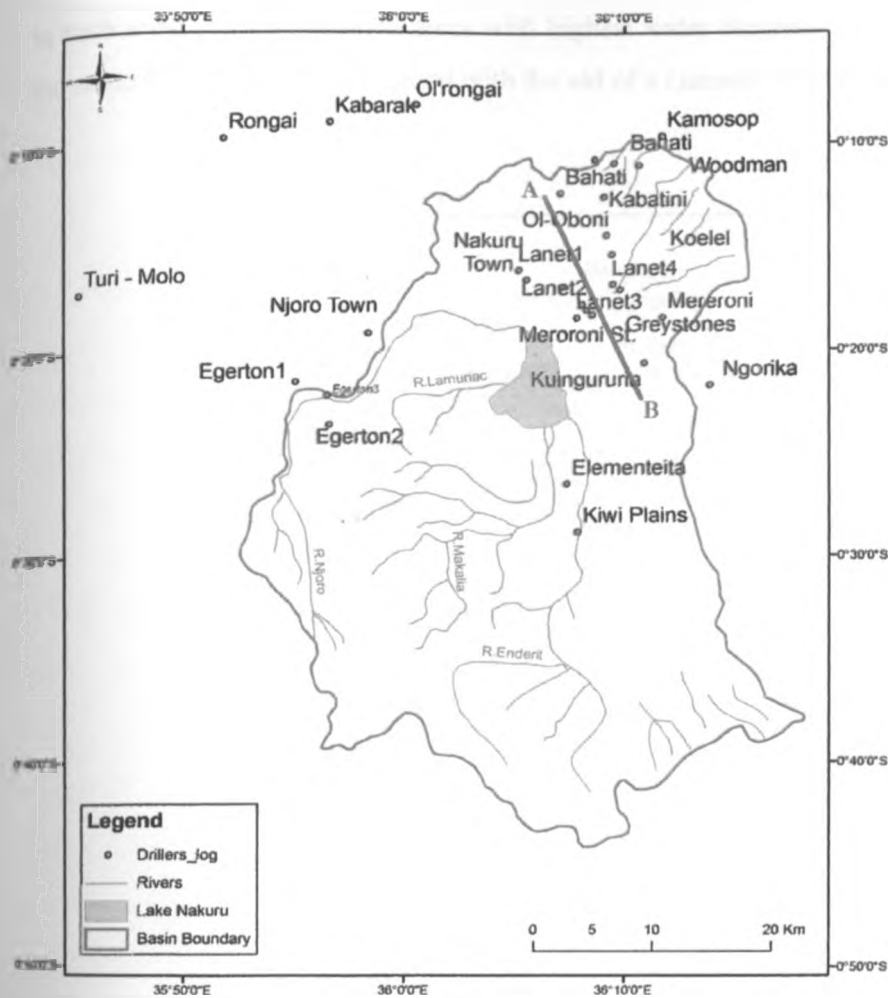 35°50'0"E 36°0'0"E 36°10'0"E
N
E
S
Ol'rongai
Kabarak
Rongai
Kamosop
0°10'0"S
Bahati
Woodman
Bahati
A
Kabatini
Ol-Oboni
Koelel
Nakuru
Town
Lanet1
Lanet4
Turi - Molo
Lanet2
Lanet3
Mereroni
Njoro Town
Greystones
Meroroni St.
0°20'0"S
Egerton1
R.Lamuriac
Ngorika
Egerton3
B
Egerton2
Elementeita
Kiwi Plains
0°30'0"S
R.Njoro
R.Makalia
R.Enderit
0°40'0"S
Legend
Drillers_log
Rivers
Lake Nakuru
Basin Boundary
0 5 10 20 Km
0°50'0"S
35°50'0"E 36°0'0"E 36°10'0"E